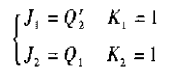 J₁ = Q₂′ K₁ = 1
J₂ = Q₁ K₂ = 1